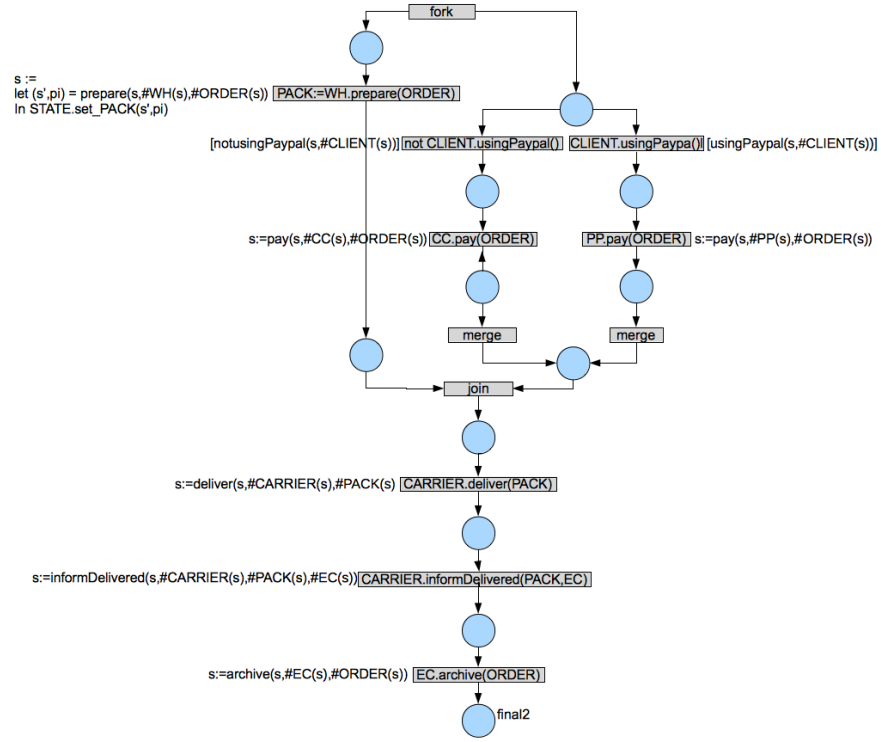 fork
s :=
let (s',pi) = prepare(s,#WH(s),#ORDER(s))
In STATE.set_PACK(s',pi)
PACK:=WH.prepare(ORDER)
[notusingPaypal(s,#CLIENT(s))]
not CLIENT.usingPaypal()
CLIENT.usingPaypa()l
[usingPaypal(s,#CLIENT(s))]
s:=pay(s,#CC(s),#ORDER(s))
CC.pay(ORDER)
PP.pay(ORDER)
s:=pay(s,#PP(s),#ORDER(s))
merge
merge
join
s:=deliver(s,#CARRIER(s),#PACK(s)
CARRIER.deliver(PACK)
s:=informDelivered(s,#CARRIER(s),#PACK(s),#EC(s))
CARRIER.informDelivered(PACK,EC)
s:=archive(s,#EC(s),#ORDER(s))
EC.archive(ORDER)
final2